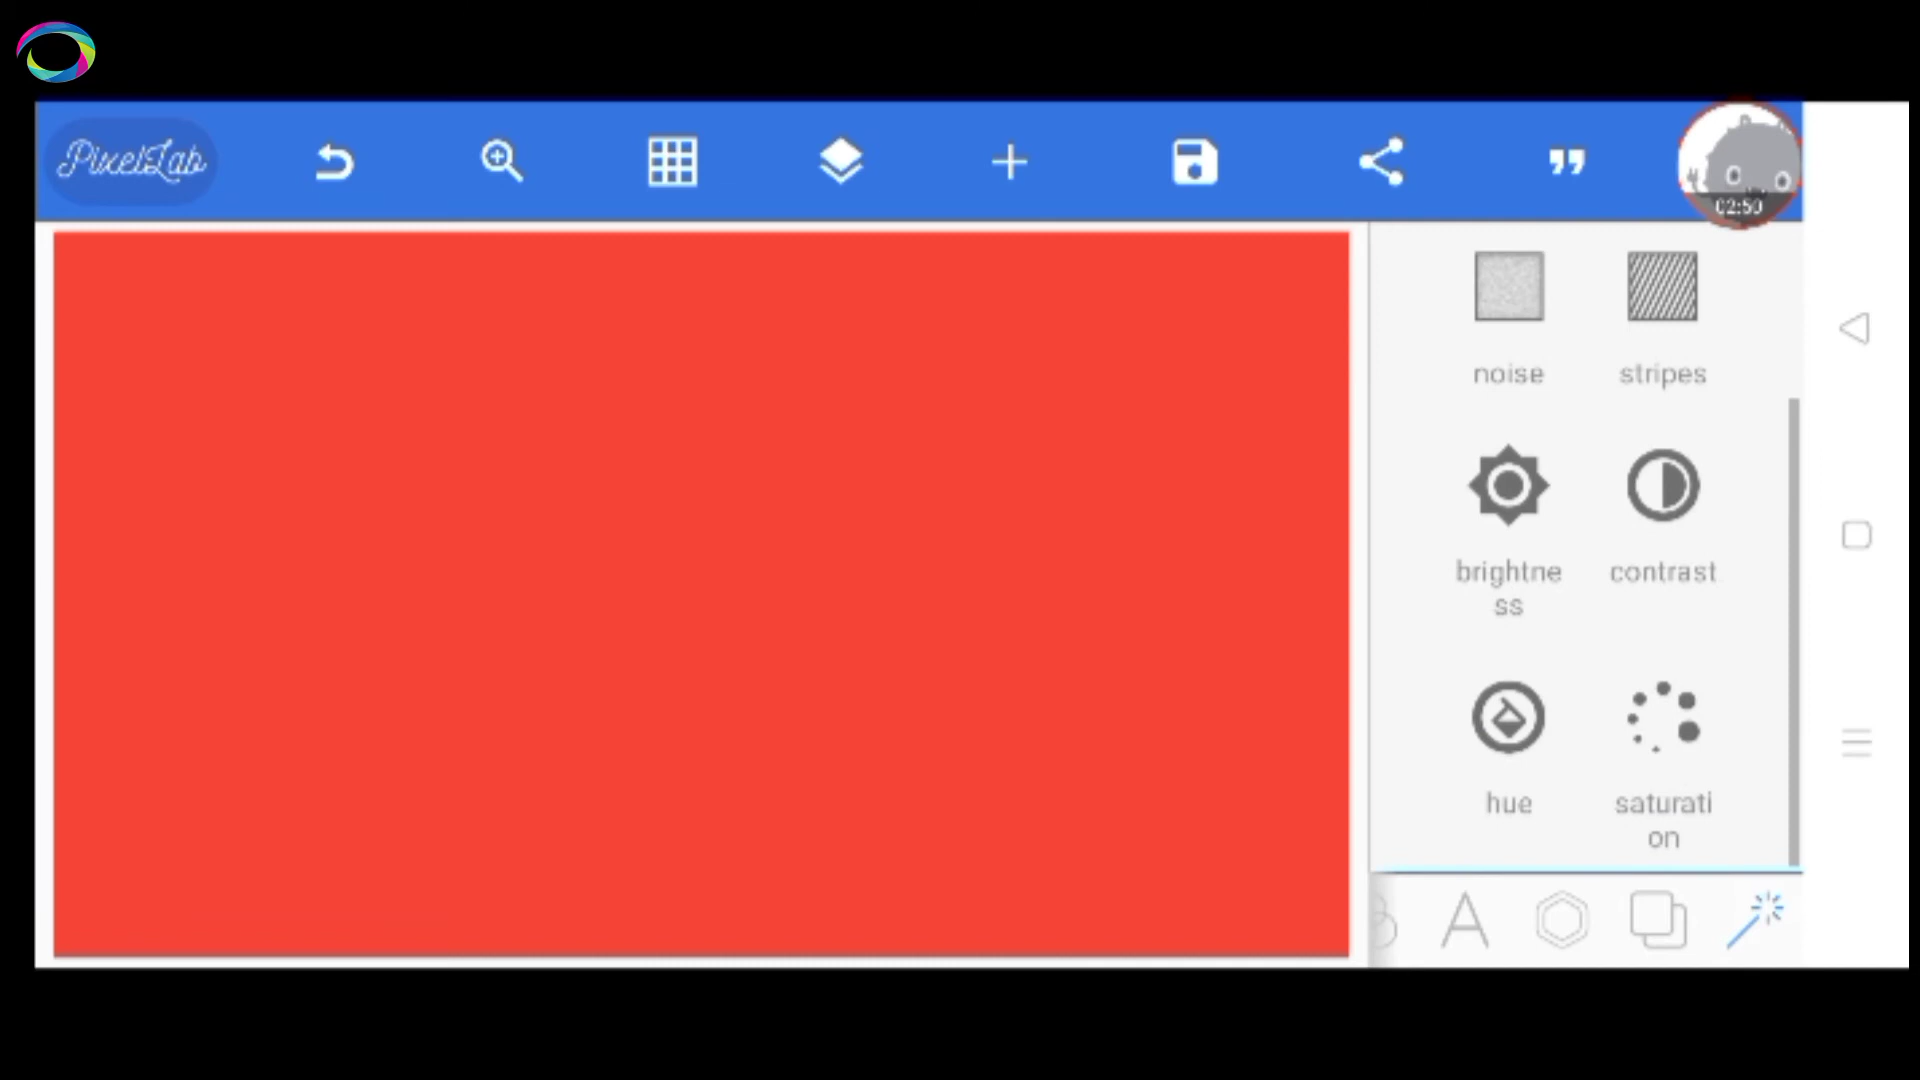 PixelLab
02:50
noise
stripes
brightne
ss
contrast
hue
saturati
on